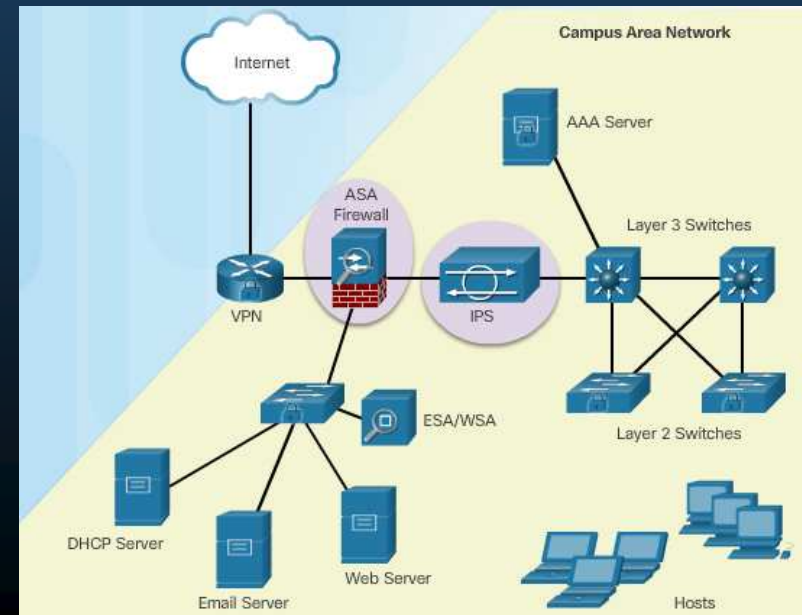 Campus Area Network
Internet
AAA Server
ASA
Firewall
Layer 3 Switches
VPN
IPS
ESA/WSA
Layer 2 Switches
DHCP Server
Web Server
Email Server
Hosts